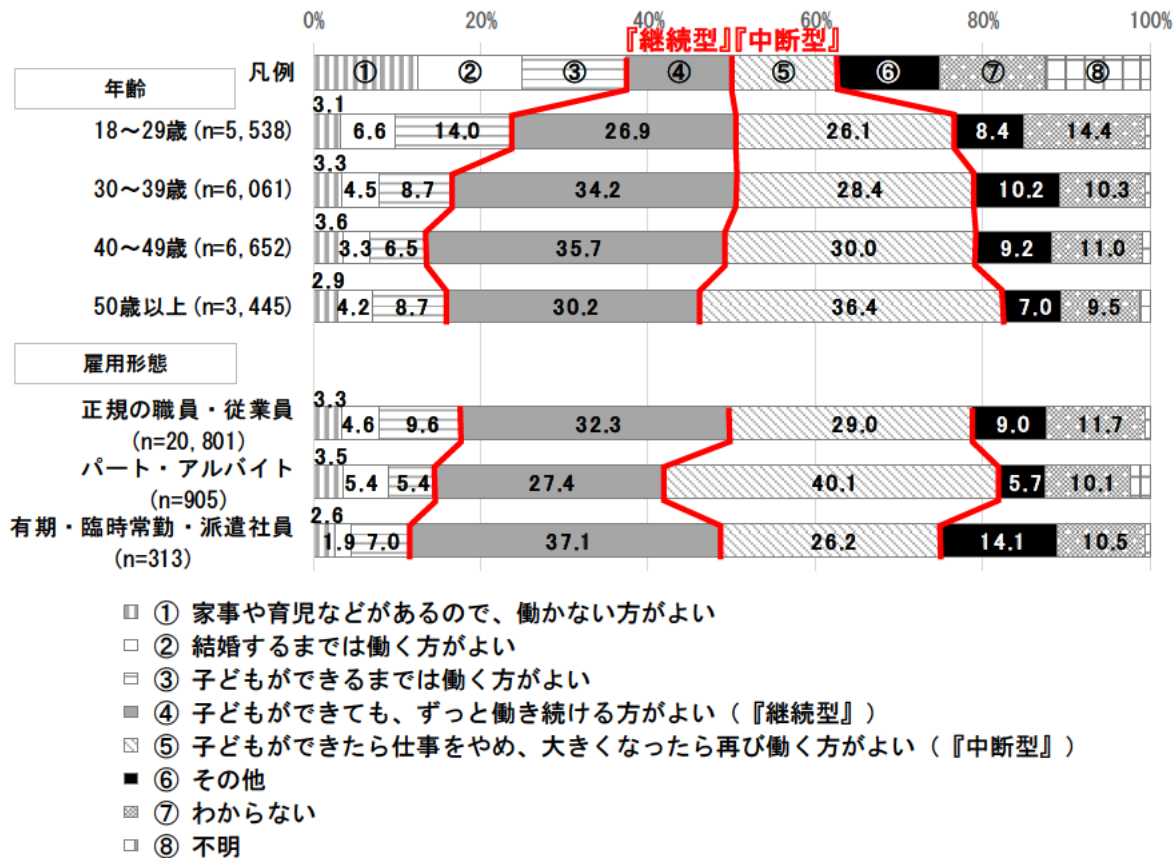 0% 20% 40% 60% 80% 100%
『継続型』『中断型』
凡例 ① ② ③ ④ ⑤ ⑥ ⑦ ⑧
年齢
3.1
18～29歳(n=5,538) 6.6 14.0 26.9 26.1 8.4 14.4
3.3
30～39歳(n=6,061) 4.5 8.7 34.2 28.4 10.2 10.3
3.6
40～49歳(n=6,652) 3.3 6.5 35.7 30.0 9.2 11.0
2.9
50歳以上(n=3,445) 4.2 8.7 30.2 36.4 7.0 9.5
雇用形態
3.3
正規の職員・従業員 4.6 9.6 32.3 29.0 9.0 11.7
(n=20,801)
3.5
パート・アルバイト 5.4 5.4 27.4 40.1 5.7 10.1
(n=905)
2.6
有期・臨時常勤・派遣社員 1.9 7.0 37.1 26.2 14.1 10.5
(n=313)
① 家事や育児などがあるので、働かない方がよい
② 結婚するまでは働く方がよい
③ 子どもができるまでは働く方がよい
④ 子どもができても、ずっと働き続ける方がよい（『継続型』）
⑤ 子どもができたら仕事をやめ、大きくなったら再び働く方がよい（『中断型』）
⑥ その他
⑦ わからない
⑧ 不明